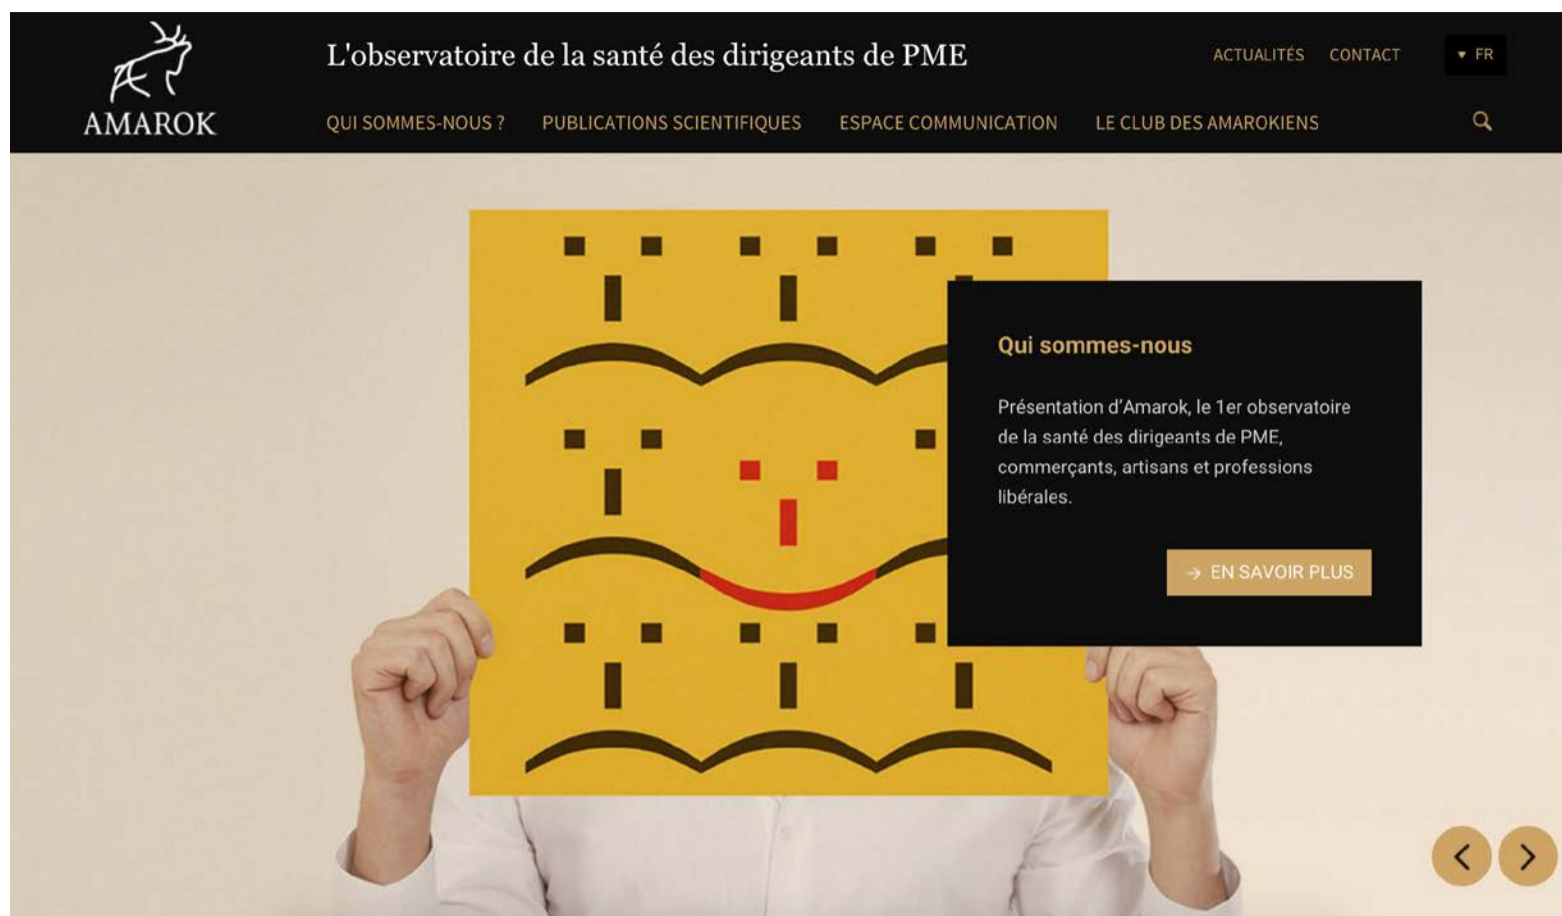 L'observatoire de la santé des dirigeants de PME
ACTUALITÉS CONTACT FR
AMAROK
QUI SOMMES-NOUS ? PUBLICATIONS SCIENTIFIQUES ESPACE COMMUNICATION LE CLUB DES AMAROKIENS
Qui sommes-nous
Présentation d’Amarok, le 1er observatoire
de la santé des dirigeants de PME,
commerçants, artisans et professions
libérales.
→ EN SAVOIR PLUS